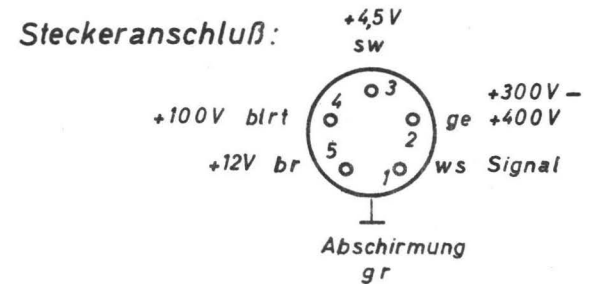 Steckeranschluß:
+4,5V
sw
3
+300V –
4
+100V blrt
ge +400V
2
5
+12V br
1
ws Signal
Abschirmung
gr